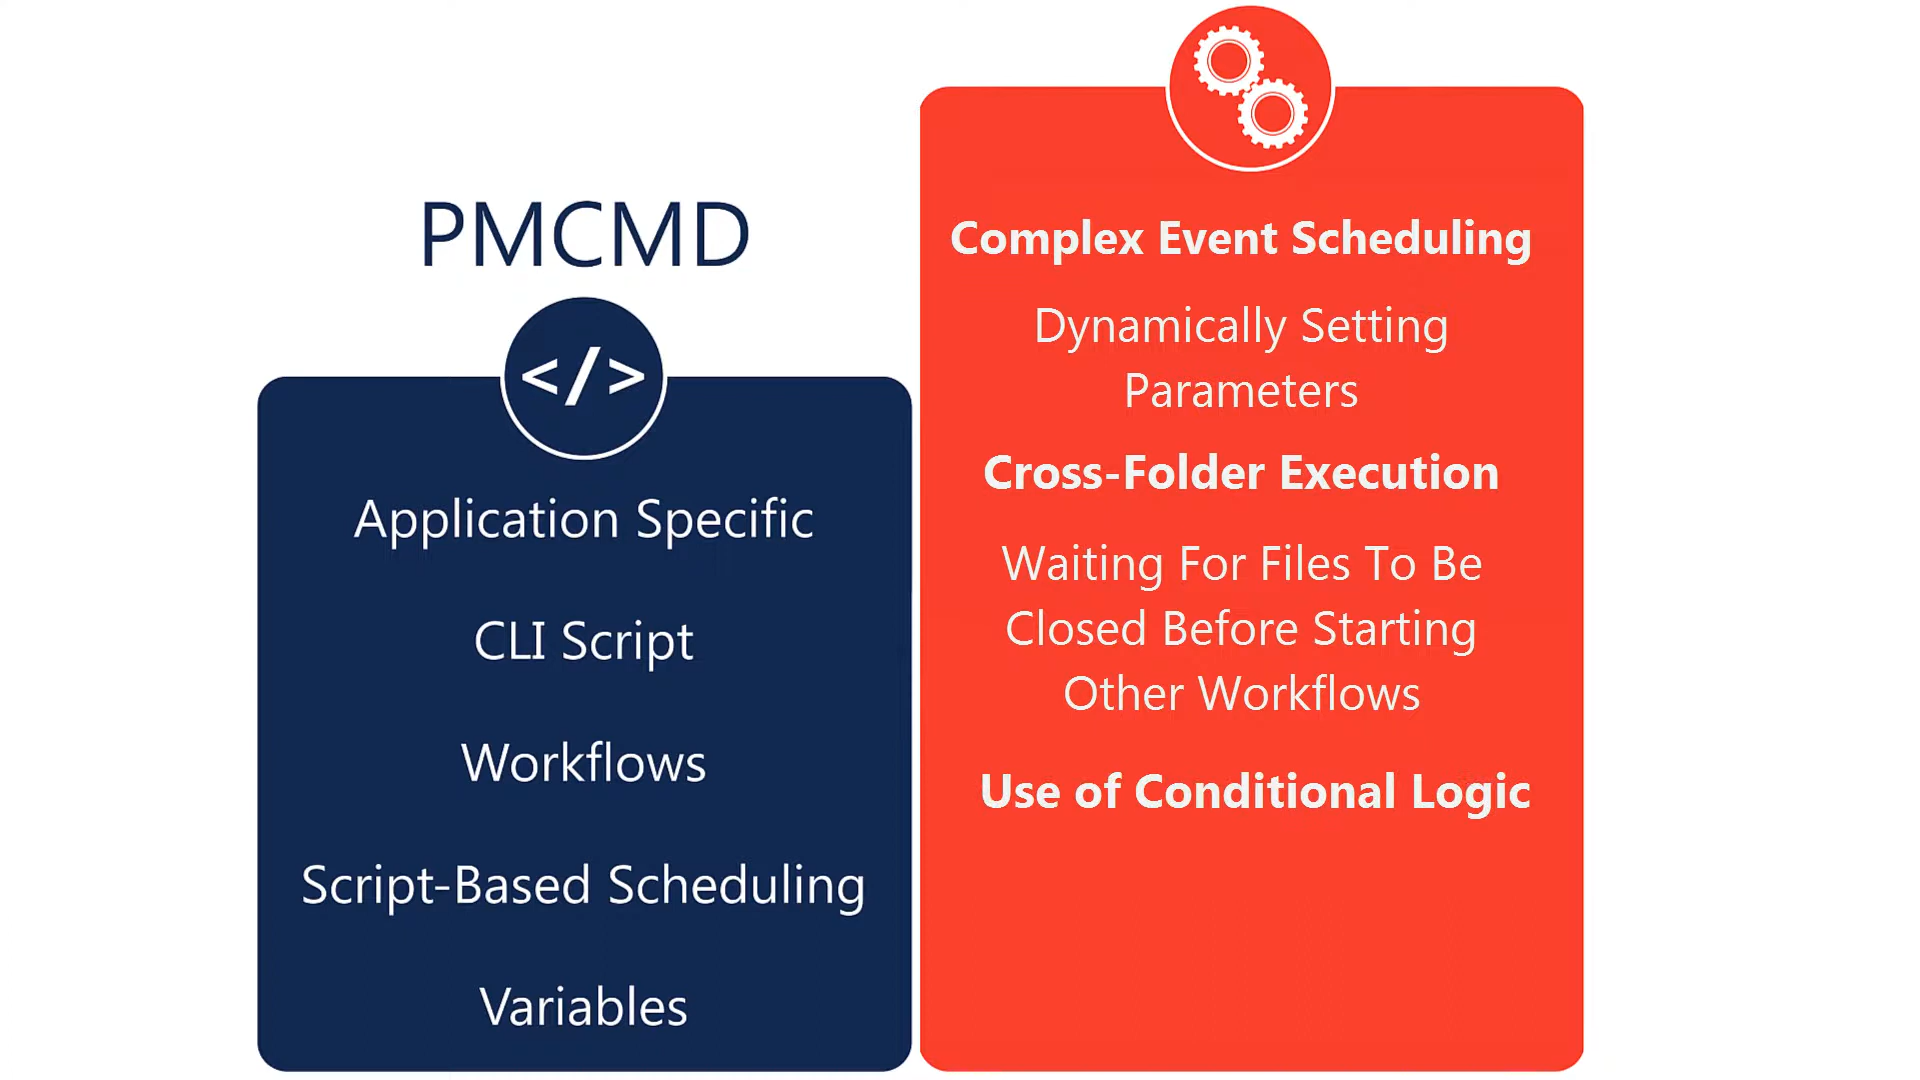 PMCMD
</>
Application Specific
CLI Script
Workflows
Script-Based Scheduling
Variables
Complex Event Scheduling
Dynamically Setting
Parameters
Cross-Folder Execution
Waiting For Files To Be
Closed Before Starting
Other Workflows
Use of Conditional Logic